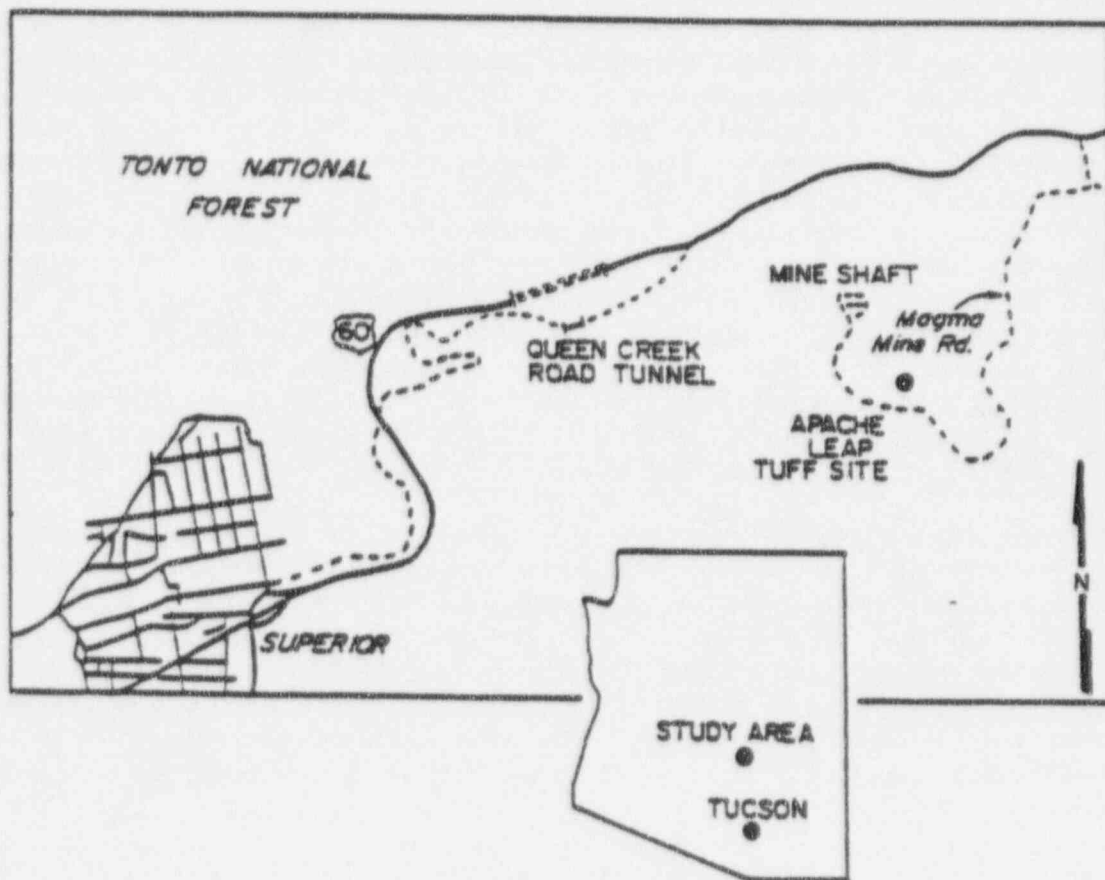 TONTO NATIONAL
FOREST
MINE SHAFT
Magma
Mine Rd.
60
QUEEN CREEK
ROAD TUNNEL
APACHE
LEAP
TUFF SITE
N
SUPERIOR
STUDY AREA
TUCSON